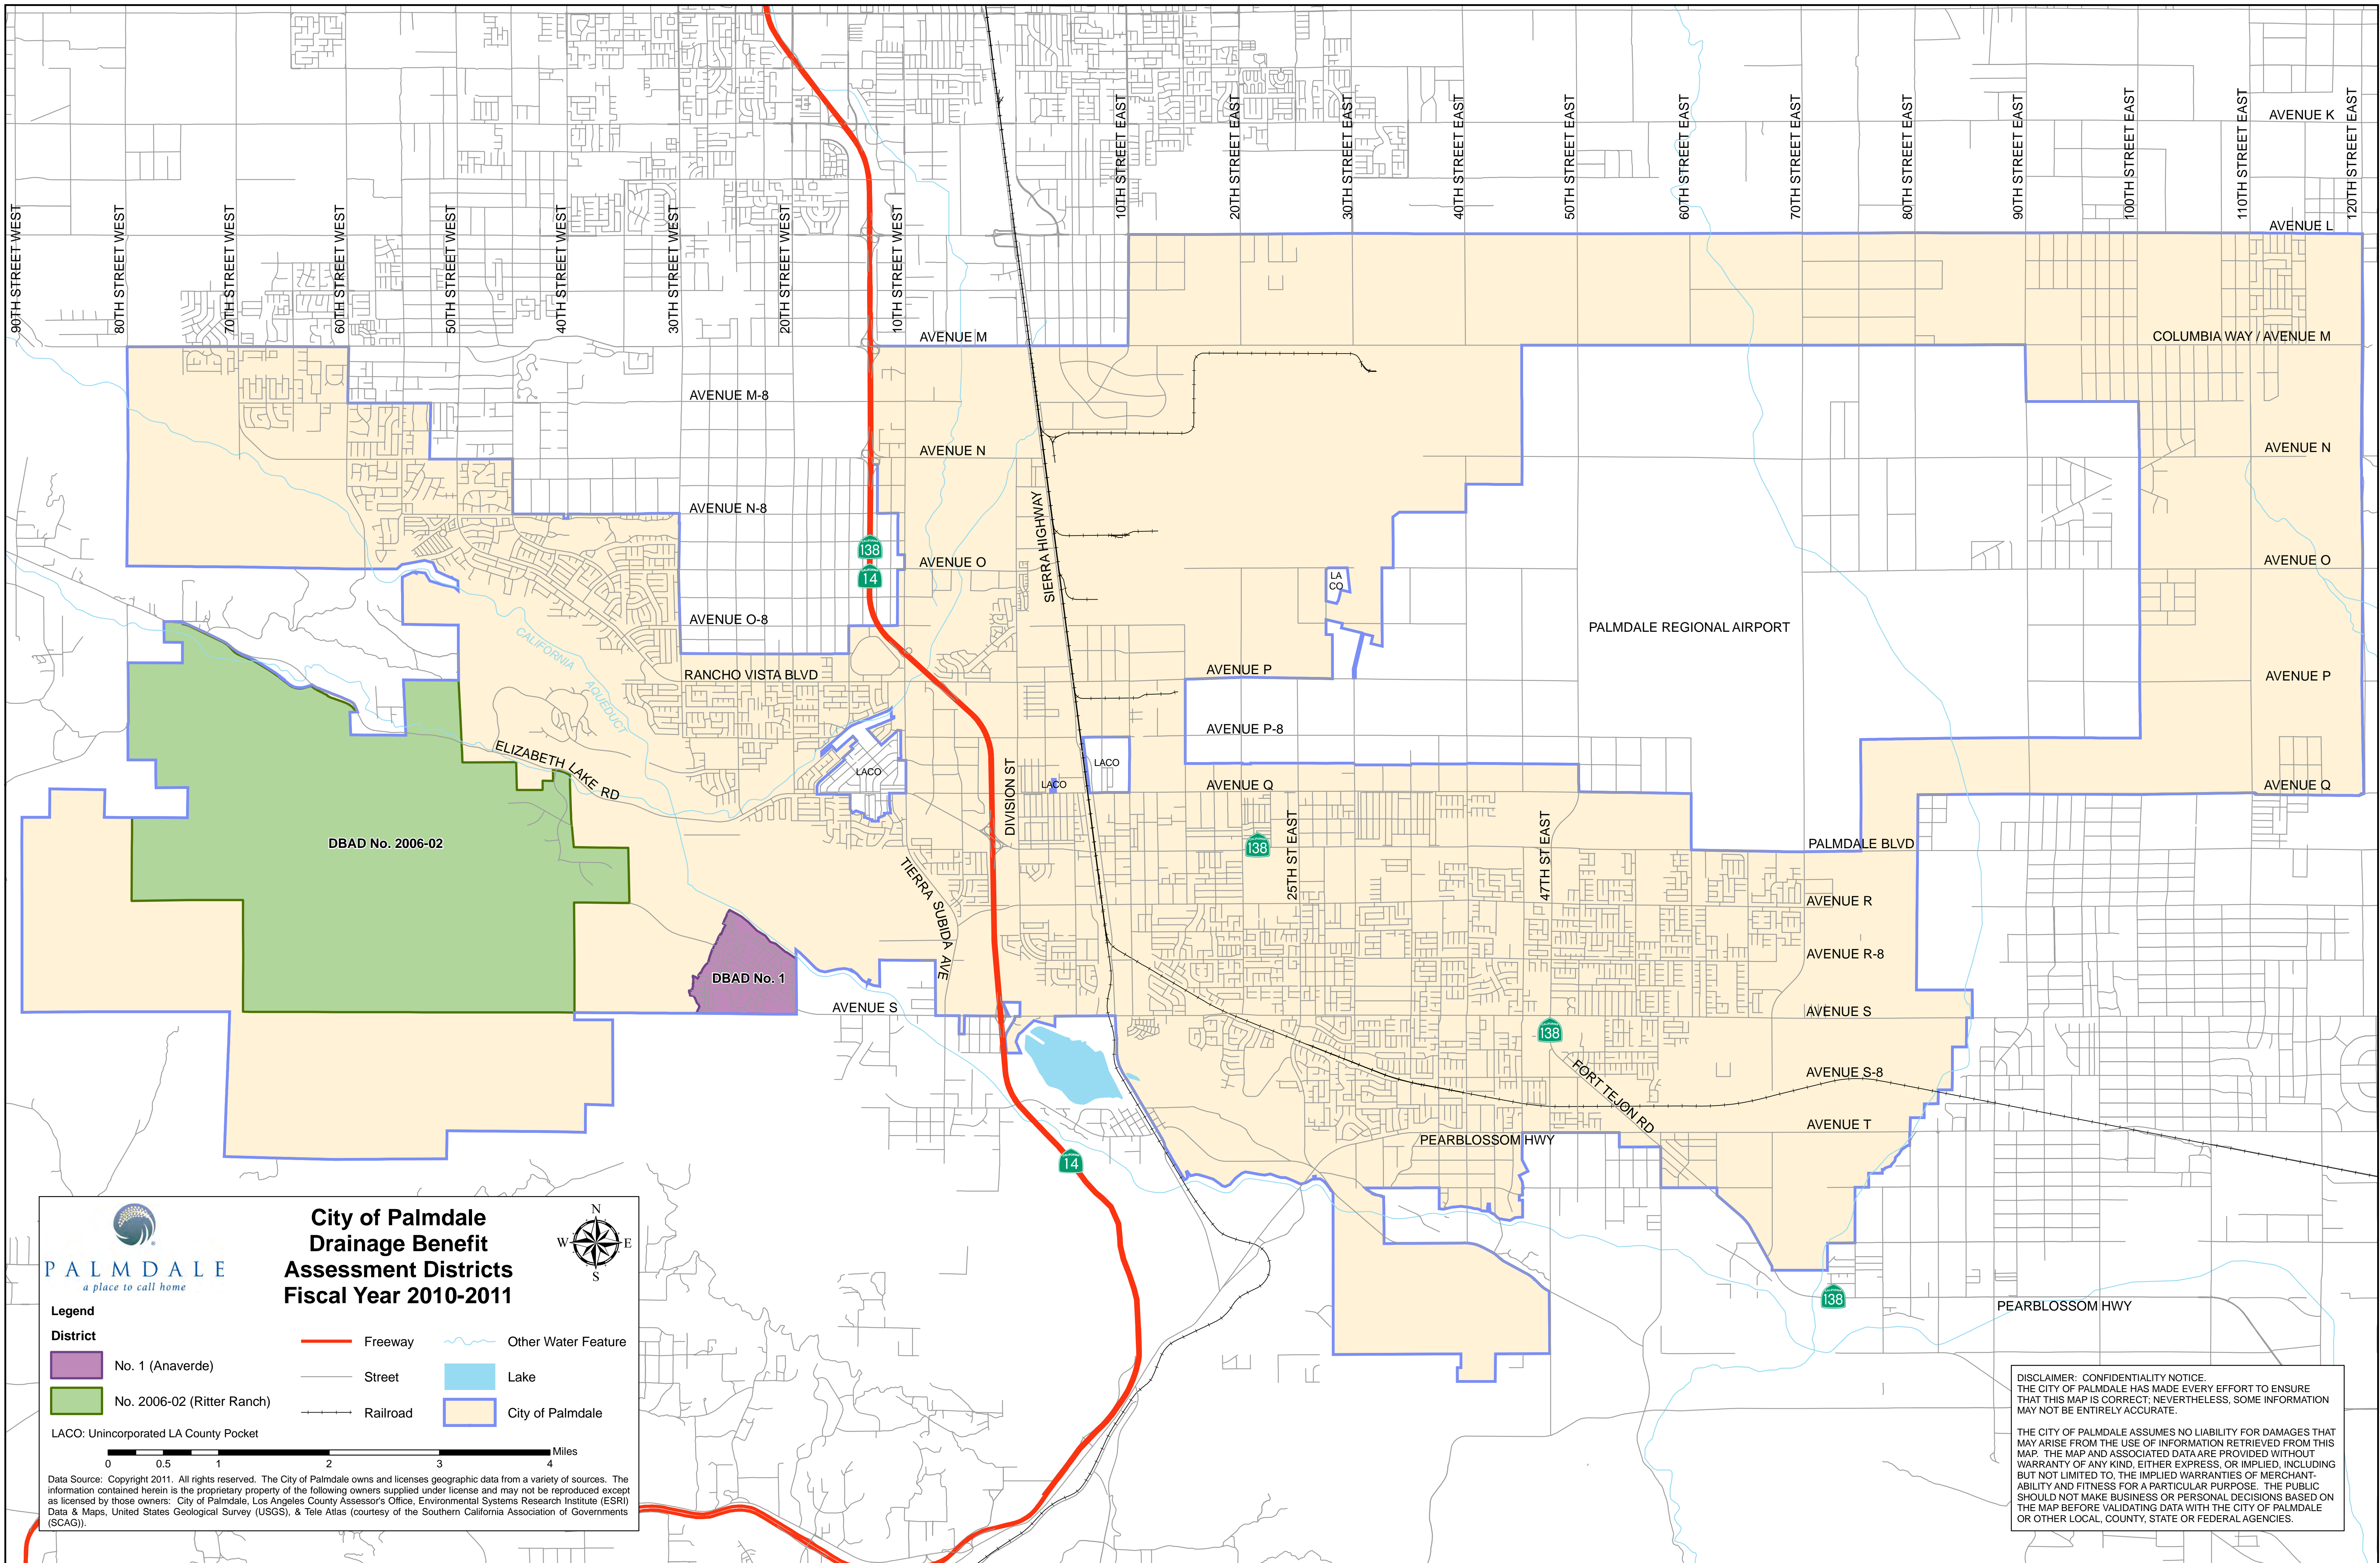 90TH STREET WEST
80TH STREET WEST
70TH STREET WEST
60TH STREET WEST
50TH STREET WEST
40TH STREET WEST
30TH STREET WEST
20TH STREET WEST
10TH STREET WEST
10TH STREET EAST
20TH STREET EAST
30TH STREET EAST
40TH STREET EAST
50TH STREET EAST
60TH STREET EAST
70TH STREET EAST
80TH STREET EAST
90TH STREET EAST
100TH STREET EAST
110TH STREET EAST
120TH STREET EAST
AVENUE K
AVENUE L
AVENUE M
COLUMBIA WAY / AVENUE M
AVENUE M-8
AVENUE N
AVENUE N
AVENUE N-8
SIERRA HIGHWAY
CALIFORNIA
138
CALIFORNIA
14
AVENUE O
AVENUE O
LA
CO
AVENUE O-8
PALMDALE REGIONAL AIRPORT
CALIFORNIA
AQUEDUCT
RANCHO VISTA BLVD
AVENUE P
AVENUE P
AVENUE P-8
ELIZABETH LAKE RD
LACO
LACO
LACO
DIVISION ST
AVENUE Q
AVENUE Q
DBAD No. 2006-02
CALIFORNIA
138
25TH ST EAST
47TH ST EAST
PALMDALE BLVD
TIERRA SUBIDA AVE
AVENUE R
AVENUE R-8
DBAD No. 1
AVENUE S
AVENUE S
CALIFORNIA
138
FORT TEJON RD
AVENUE S-8
AVENUE T
PEARBLOSSOM HWY
CALIFORNIA
14
CALIFORNIA
138
PEARBLOSSOM HWY
PALMDALE
a place to call home
City of Palmdale
Drainage Benefit
Assessment Districts
Fiscal Year 2010-2011
N
W
E
S
Legend
District
No. 1 (Anaverde)
No. 2006-02 (Ritter Ranch)
Freeway
Street
Railroad
Other Water Feature
Lake
City of Palmdale
LACO: Unincorporated LA County Pocket
Miles
0 0.5 1 2 3 4
Data Source: Copyright 2011. All rights reserved. The City of Palmdale owns and licenses geographic data from a variety of sources. The
information contained herein is the proprietary property of the following owners supplied under license and may not be reproduced except
as licensed by those owners: City of Palmdale, Los Angeles County Assessor's Office, Environmental Systems Research Institute (ESRI)
Data & Maps, United States Geological Survey (USGS), & Tele Atlas (courtesy of the Southern California Association of Governments
(SCAG)).
DISCLAIMER: CONFIDENTIALITY NOTICE.
THE CITY OF PALMDALE HAS MADE EVERY EFFORT TO ENSURE
THAT THIS MAP IS CORRECT; NEVERTHELESS, SOME INFORMATION
MAY NOT BE ENTIRELY ACCURATE.
THE CITY OF PALMDALE ASSUMES NO LIABILITY FOR DAMAGES THAT
MAY ARISE FROM THE USE OF INFORMATION RETRIEVED FROM THIS
MAP. THE MAP AND ASSOCIATED DATA ARE PROVIDED WITHOUT
WARRANTY OF ANY KIND, EITHER EXPRESS, OR IMPLIED, INCLUDING
BUT NOT LIMITED TO, THE IMPLIED WARRANTIES OF MERCHANT-
ABILITY AND FITNESS FOR A PARTICULAR PURPOSE. THE PUBLIC
SHOULD NOT MAKE BUSINESS OR PERSONAL DECISIONS BASED ON
THE MAP BEFORE VALIDATING DATA WITH THE CITY OF PALMDALE
OR OTHER LOCAL, COUNTY, STATE OR FEDERAL AGENCIES.